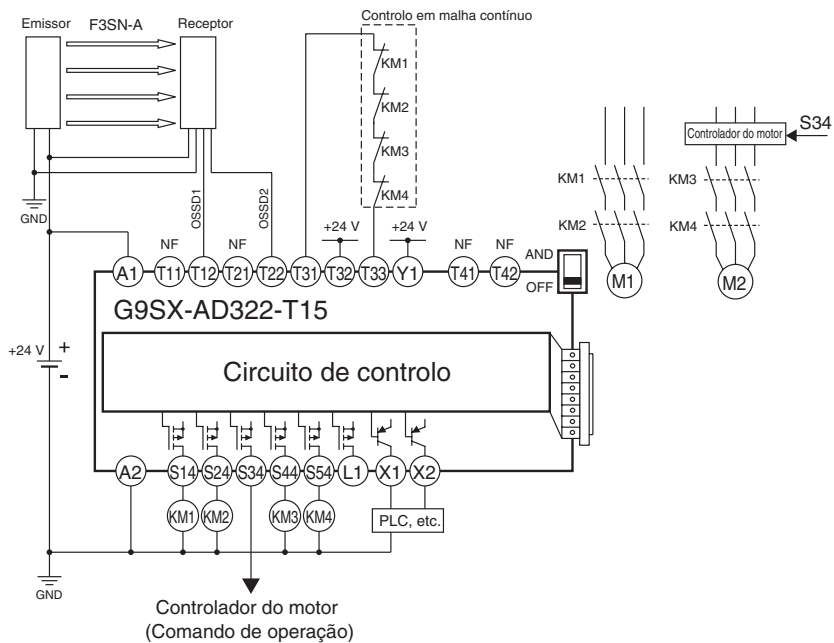 Controlo em malha contínuo
Emissor F3SN-A Receptor
KM1
KM2
KM3
KM4
OSSD1
OSSD2
GND
S34
Controlador do motor
KM1
KM2
KM3
KM4
M1
M2
NF NF +24 V +24 V NF NF
A1 T11 T12 T21 T22 T31 T32 T33 Y1 T41 T42
AND
OFF
G9SX-AD322-T15
+24 V
+
-
Circuito de controlo
A2 S14 S24 S34 S44 S54 L1 X1 X2
KM1 KM2 KM3 KM4
PLC, etc.
GND
Controlador do motor
(Comando de operação)